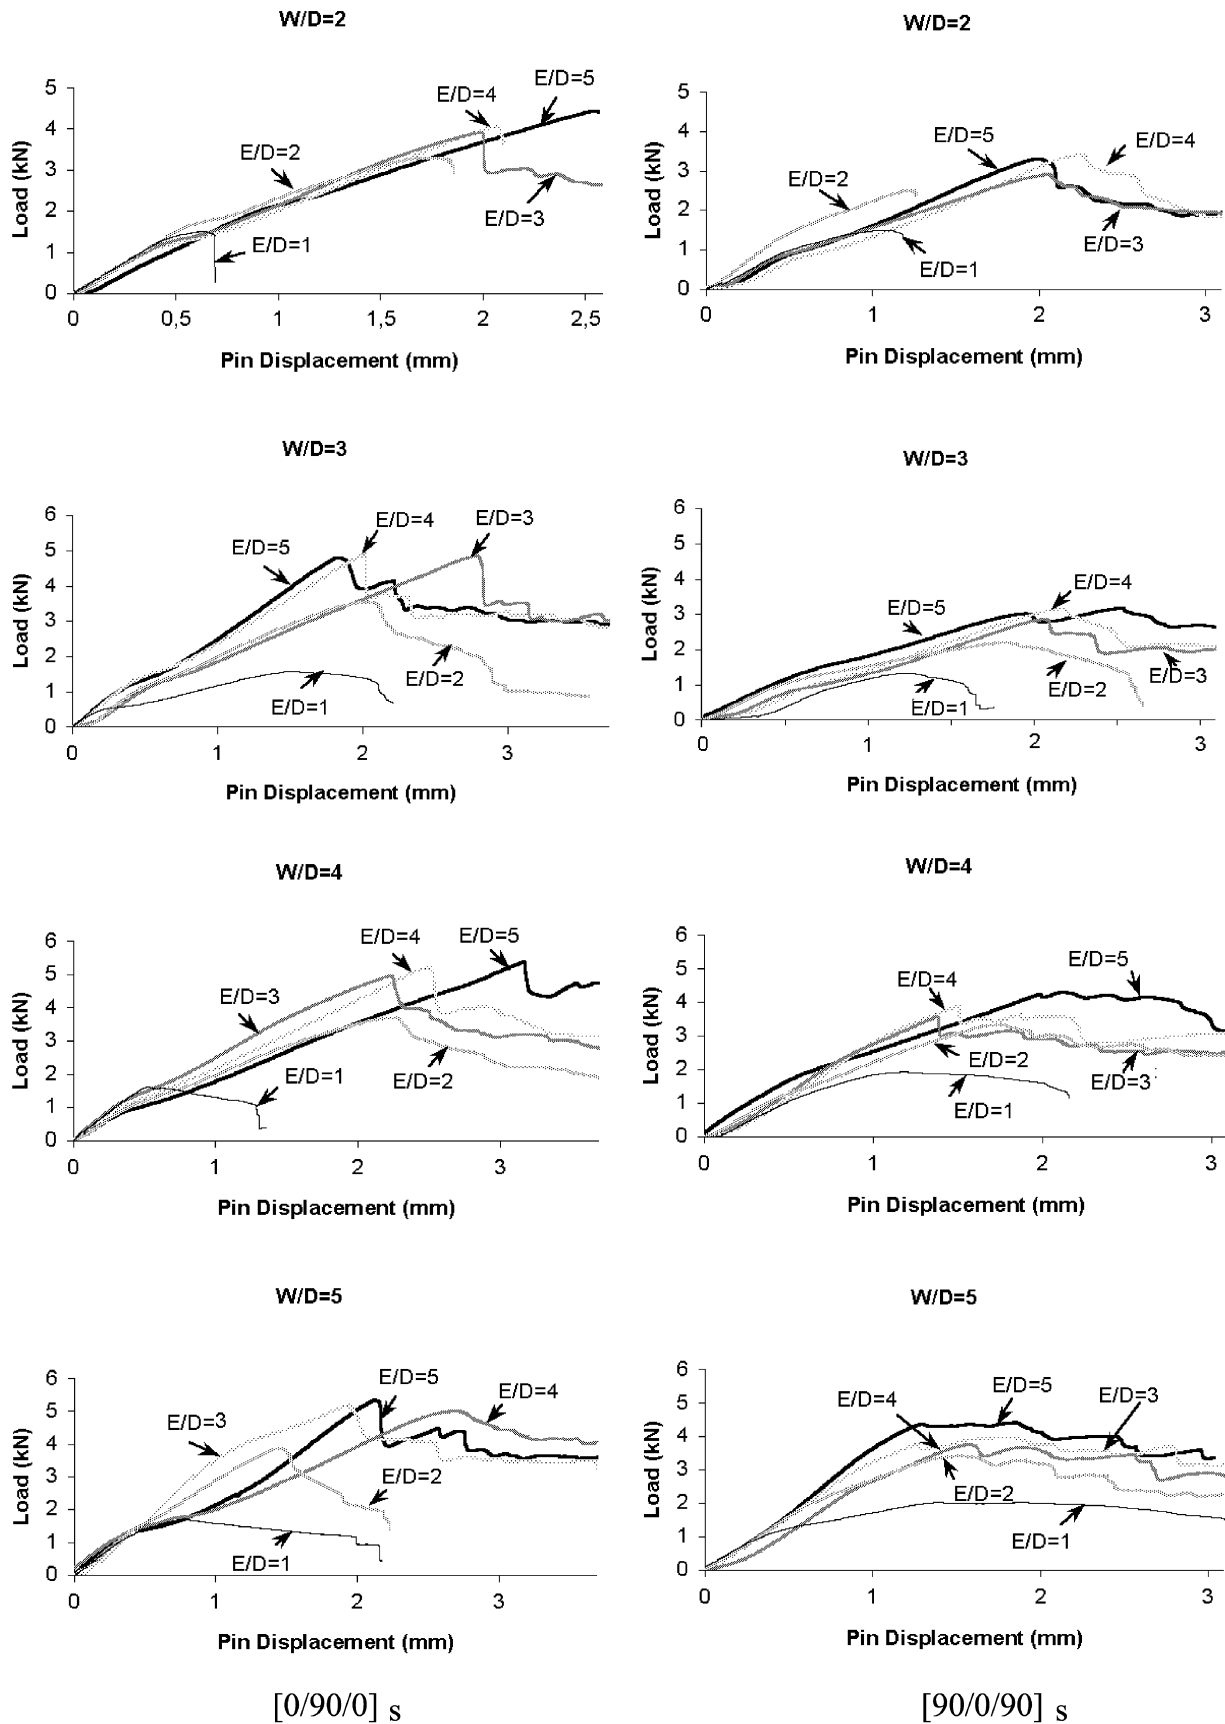 W/D=2
Load (kN)
5
4
3
2
1
0
E/D=5
E/D=4
E/D=2
E/D=3
E/D=1
0 0,5 1 1,5 2 2,5
Pin Displacement (mm)
W/D=2
Load (kN)
5
4
3
2
1
0
E/D=5
E/D=4
E/D=2
E/D=3
E/D=1
0 1 2 3
Pin Displacement (mm)
W/D=3
Load (kN)
6
5
4
3
2
1
0
E/D=4
E/D=3
E/D=5
E/D=2
E/D=1
0 1 2 3
Pin Displacement (mm)
W/D=3
Load (kN)
6
5
4
3
2
1
0
E/D=4
E/D=5
E/D=3
E/D=2
E/D=1
0 1 2 3
Pin Displacement (mm)
W/D=4
Load (kN)
6
5
4
3
2
1
0
E/D=4
E/D=5
E/D=3
E/D=1
E/D=2
0 1 2 3
Pin Displacement (mm)
W/D=4
Load (kN)
6
5
4
3
2
1
0
E/D=5
E/D=4
E/D=2
E/D=3
E/D=1
0 1 2 3
Pin Displacement (mm)
W/D=5
Load (kN)
6
5
4
3
2
1
0
E/D=5
E/D=4
E/D=3
E/D=2
E/D=1
0 1 2 3
Pin Displacement (mm)
W/D=5
Load (kN)
6
5
4
3
2
1
0
E/D=5
E/D=3
E/D=4
E/D=2
E/D=1
0 1 2 3
Pin Displacement (mm)
[0/90/0] s
[90/0/90] s